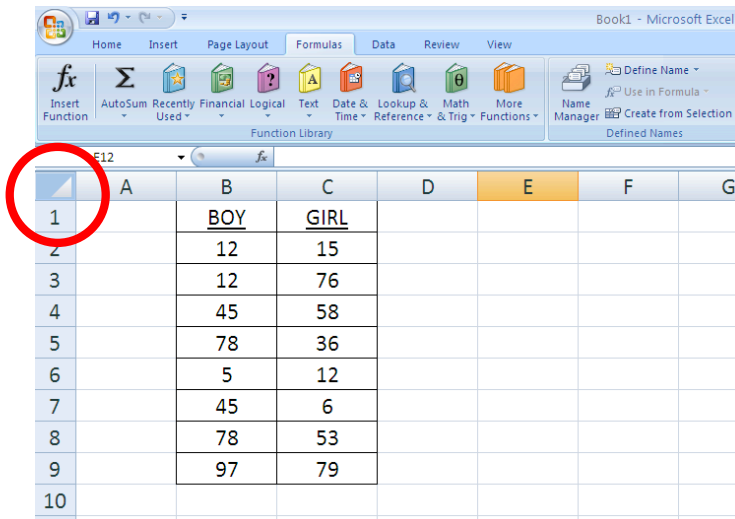 Book1 - Microsoft Excel
Home Insert Page Layout Formulas Data Review View
fx Σ ? A θ
Insert Function AutoSum Recently Used Financial Logical Text Date & Time Lookup & Reference Math & Trig More Functions
Function Library
Name Manager
Define Name
fx Use in Formula
Create from Selection
Defined Names
E12 fx
A B C D E F G
1 BOY GIRL
2 12 15
3 12 76
4 45 58
5 78 36
6 5 12
7 45 6
8 78 53
9 97 79
10